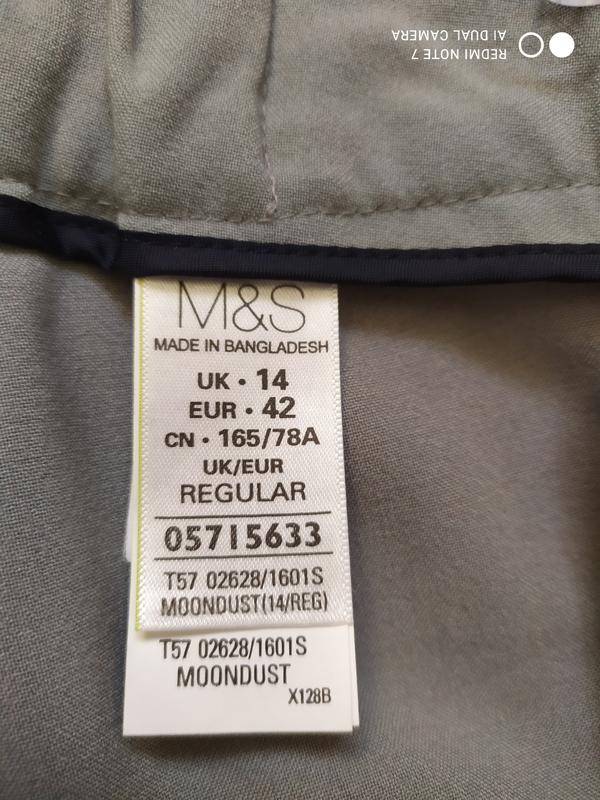 REDMI NOTE 7
AI DUAL CAMERA
M&S
MADE IN BANGLADESH
UK • 14
EUR • 42
CN • 165/78A
UK/EUR
REGULAR
05715633
T57 02628/1601S
MOONDUST(14/REG)
T57 02628/1601S
MOONDUST
X128B